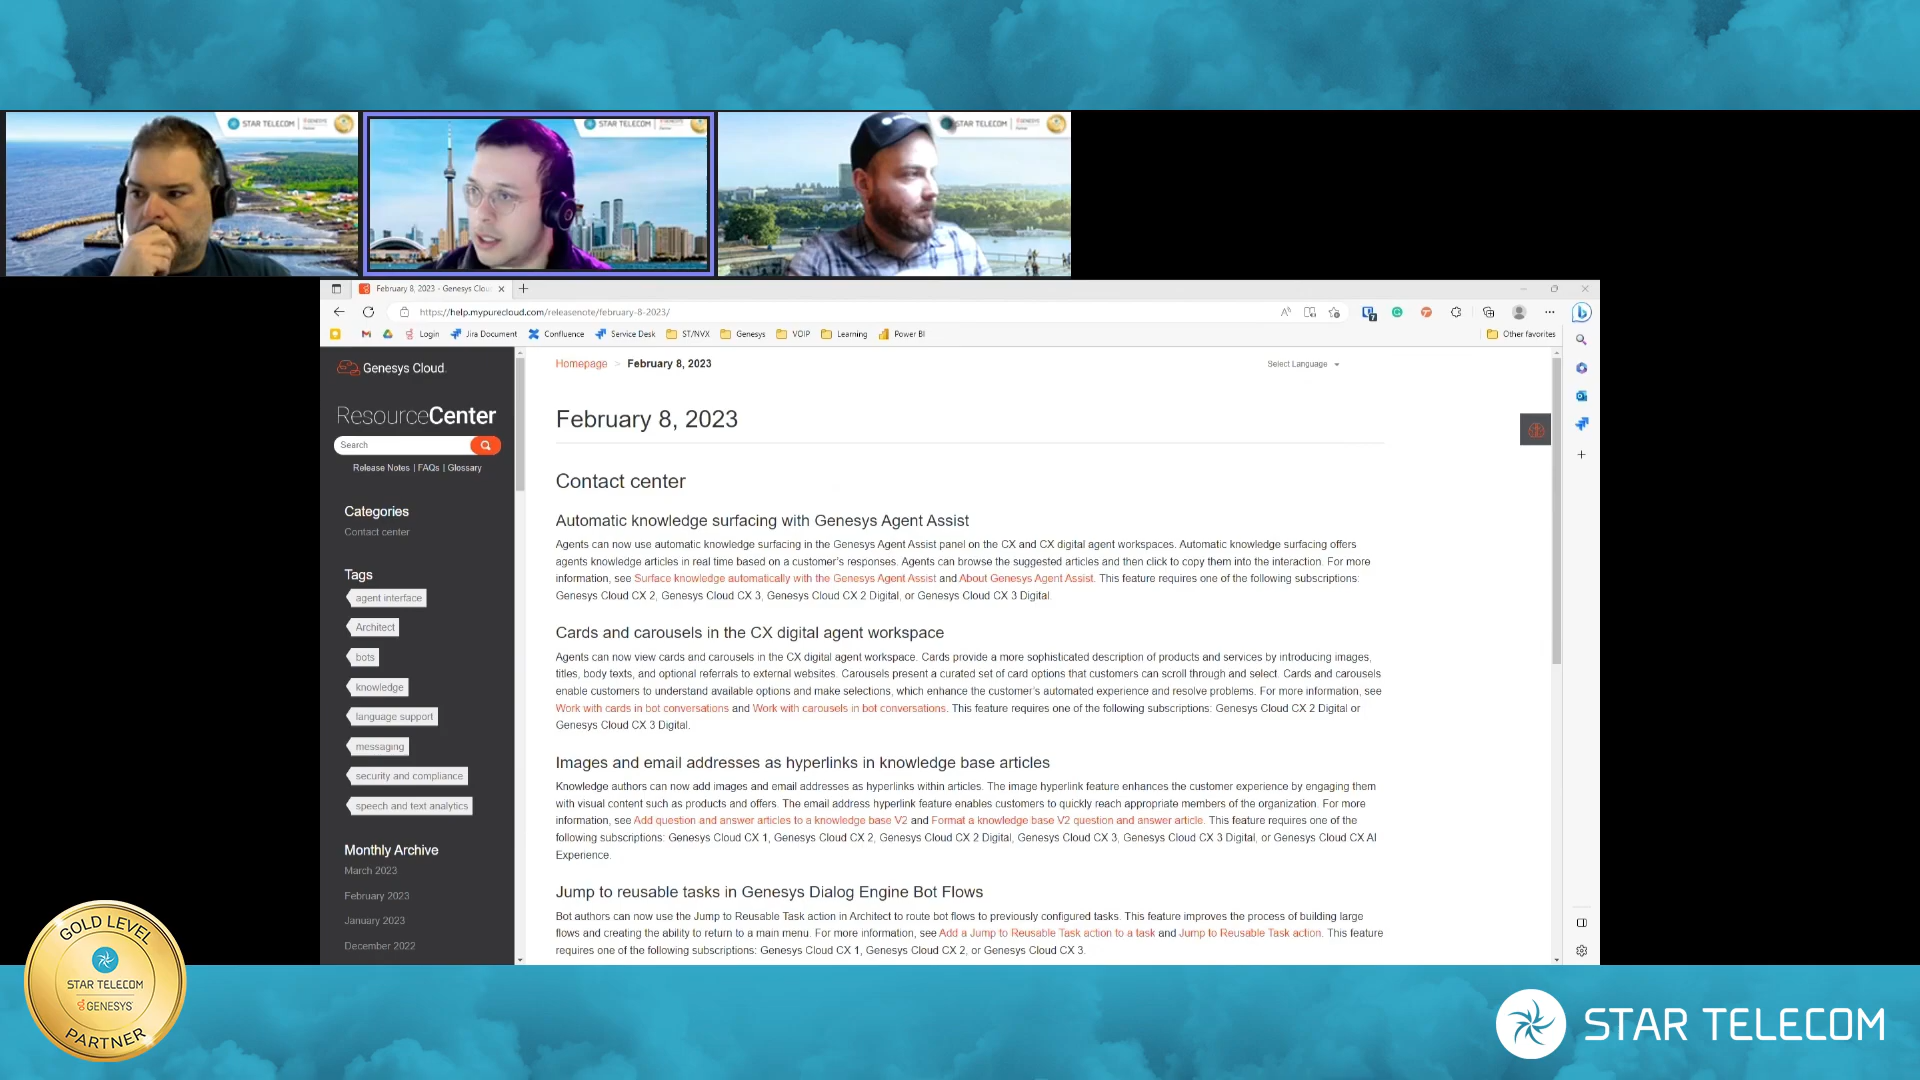 STAR TELECOM GENESYS
STAR TELECOM GENESYS
STAR TELECOM GENESYS
February 8, 2023 - Genesys Clou
https://help.mypurecloud.com/releasenote/february-8-2023/
Login Jira Document Confluence Service Desk ST/NVX Genesys VOIP Learning Power BI Other favorites
Genesys Cloud
Homepage > February 8, 2023
Select Language
ResourceCenter
Search
Release Notes | FAQs | Glossary
Categories
Contact center
Tags
agent interface
Architect
bots
knowledge
language support
messaging
security and compliance
speech and text analytics
Monthly Archive
March 2023
February 2023
January 2023
December 2022
February 8, 2023
Contact center
Automatic knowledge surfacing with Genesys Agent Assist
Agents can now use automatic knowledge surfacing in the Genesys Agent Assist panel on the CX and CX digital agent workspaces. Automatic knowledge surfacing offers
agents knowledge articles in real time based on a customer's responses. Agents can browse the suggested articles and then click to copy them into the interaction. For more
information, see Surface knowledge automatically with the Genesys Agent Assist and About Genesys Agent Assist. This feature requires one of the following subscriptions:
Genesys Cloud CX 2, Genesys Cloud CX 3, Genesys Cloud CX 2 Digital, or Genesys Cloud CX 3 Digital.
Cards and carousels in the CX digital agent workspace
Agents can now view cards and carousels in the CX digital agent workspace. Cards provide a more sophisticated description of products and services by introducing images,
titles, body texts, and optional referrals to external websites. Carousels present a curated set of card options that customers can scroll through and select. Cards and carousels
enable customers to understand available options and make selections, which enhance the customer's automated experience and resolve problems. For more information, see
Work with cards in bot conversations and Work with carousels in bot conversations. This feature requires one of the following subscriptions: Genesys Cloud CX 2 Digital or
Genesys Cloud CX 3 Digital.
Images and email addresses as hyperlinks in knowledge base articles
Knowledge authors can now add images and email addresses as hyperlinks within articles. The image hyperlink feature enhances the customer experience by engaging them
with visual content such as products and offers. The email address hyperlink feature enables customers to quickly reach appropriate members of the organization. For more
information, see Add question and answer articles to a knowledge base V2 and Format a knowledge base V2 question and answer article. This feature requires one of the
following subscriptions: Genesys Cloud CX 1, Genesys Cloud CX 2, Genesys Cloud CX 2 Digital, Genesys Cloud CX 3, Genesys Cloud CX 3 Digital, or Genesys Cloud CX AI
Experience.
Jump to reusable tasks in Genesys Dialog Engine Bot Flows
Bot authors can now use the Jump to Reusable Task action in Architect to route bot flows to previously configured tasks. This feature improves the process of building large
flows and creating the ability to return to a main menu. For more information, see Add a Jump to Reusable Task action to a task and Jump to Reusable Task action. This feature
requires one of the following subscriptions: Genesys Cloud CX 1, Genesys Cloud CX 2, or Genesys Cloud CX 3.
GOLD LEVEL
STAR TELECOM
GENESYS
PARTNER
STAR TELECOM